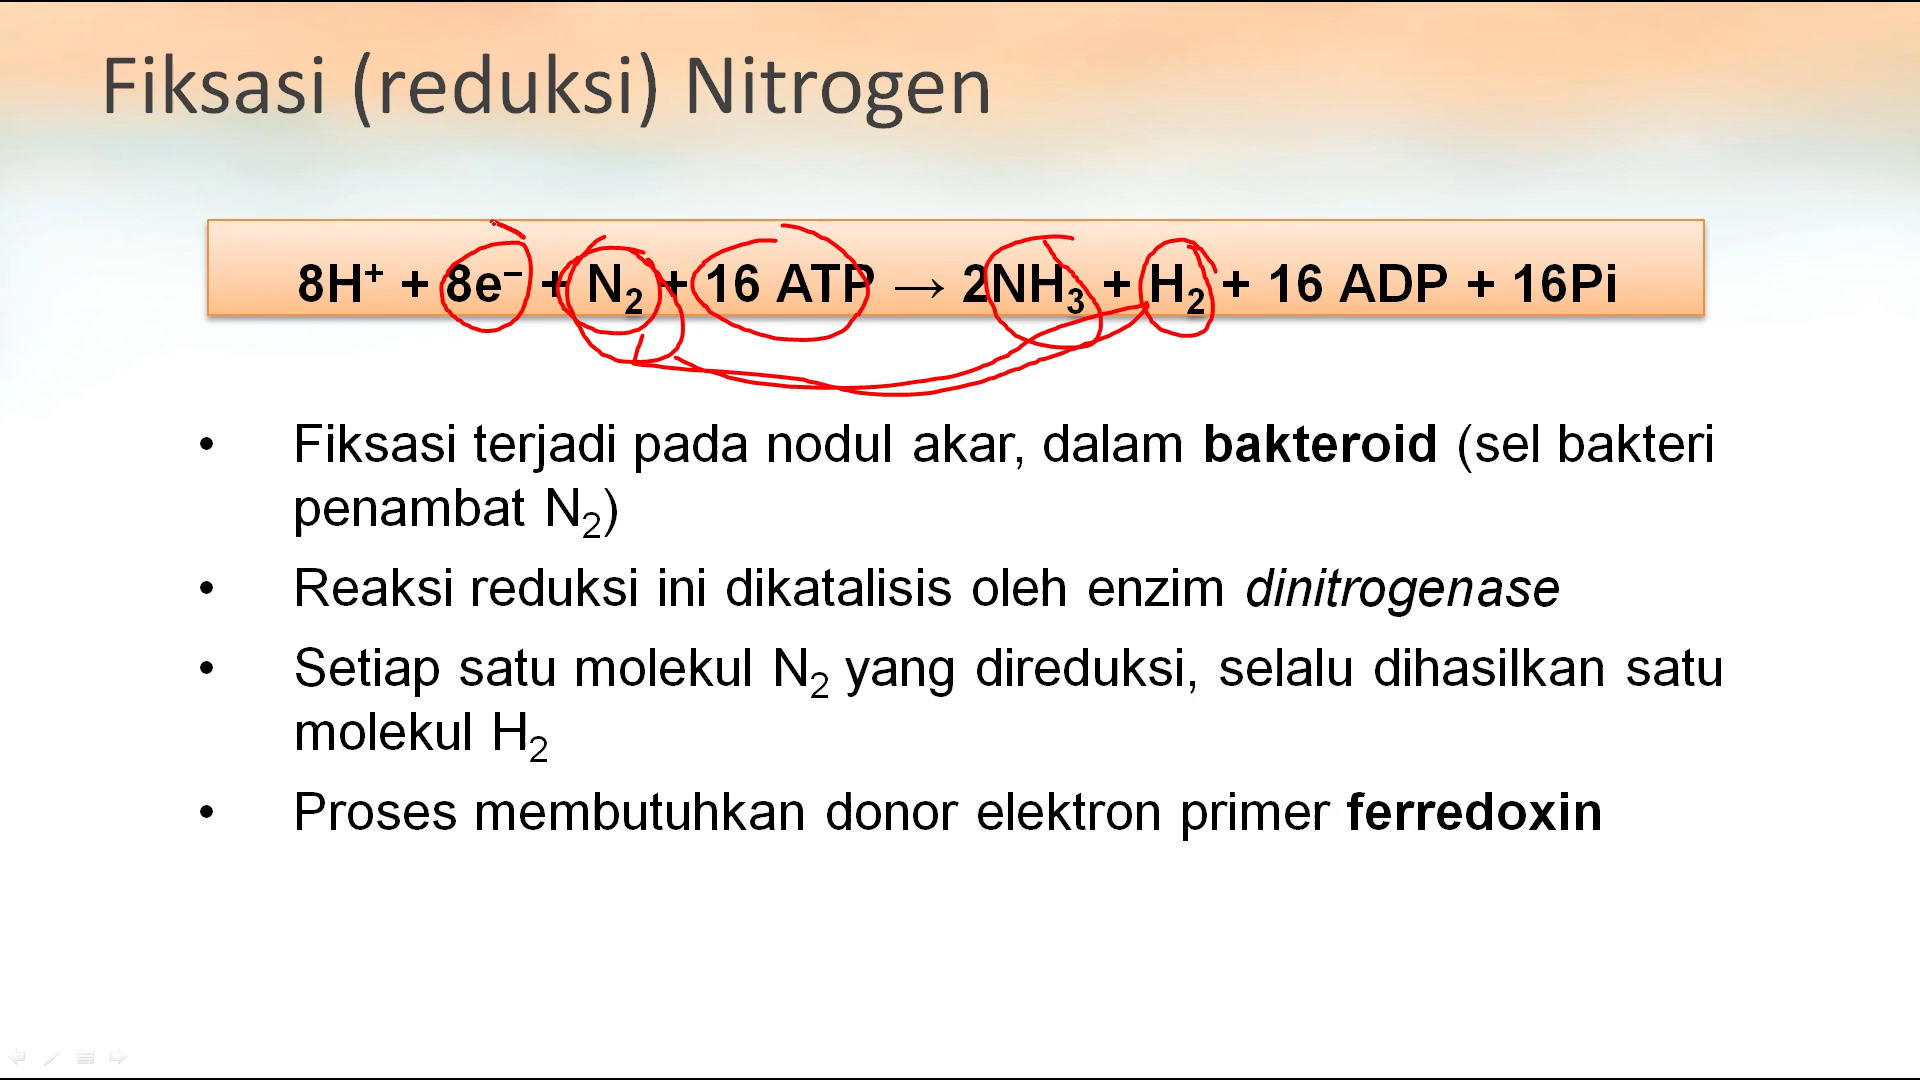 Fiksasi (reduksi) Nitrogen
8H⁺ + 8e⁻ + N₂ + 16 ATP → 2NH₃ + H₂ + 16 ADP + 16Pi
• Fiksasi terjadi pada nodul akar, dalam bakteroid (sel bakteri
penambat N₂)
• Reaksi reduksi ini dikatalisis oleh enzim dinitrogenase
• Setiap satu molekul N₂ yang direduksi, selalu dihasilkan satu
molekul H₂
• Proses membutuhkan donor elektron primer ferredoxin